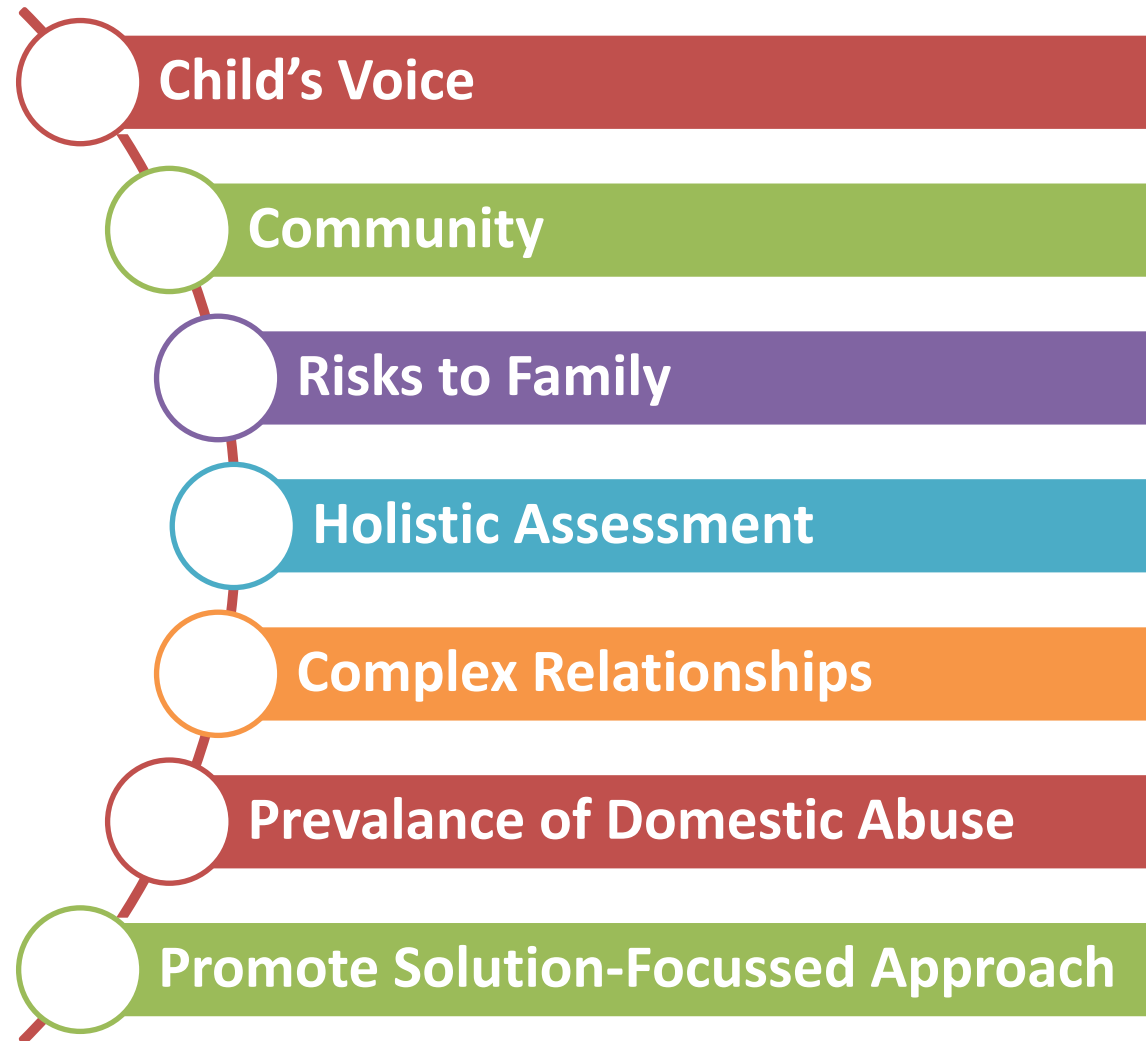 Child’s Voice
Community
Risks to Family
Holistic Assessment
Complex Relationships
Prevalance of Domestic Abuse
Promote Solution-Focussed Approach